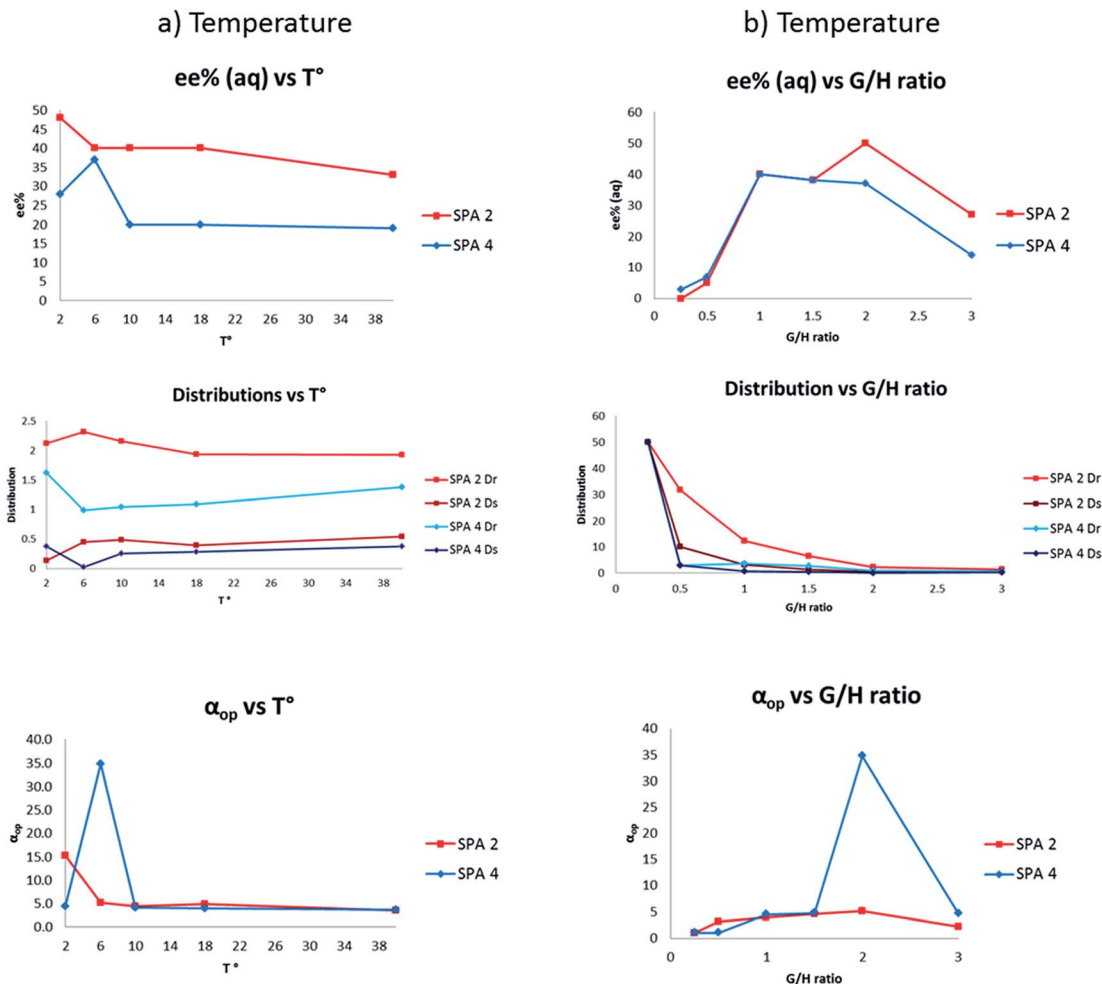 a) Temperature
ee% (aq) vs T°
50
45
40
35
30
25
20
15
10
5
0
ee%
2 6 10 14 18 22 26 30 34 38
T°
SPA 2
SPA 4
Distributions vs T°
2.5
2
1.5
1
0.5
0
Distribution
2 6 10 14 18 22 26 30 34 38
T °
SPA 2 Dr
SPA 2 Ds
SPA 4 Dr
SPA 4 Ds
αop vs T°
40.0
35.0
30.0
25.0
20.0
15.0
10.0
5.0
0.0
αop
2 6 10 14 18 22 26 30 34 38
T °
SPA 2
SPA 4
b) Temperature
ee% (aq) vs G/H ratio
60
50
40
30
20
10
0
ee% (aq)
0 0.5 1 1.5 2 2.5 3
G/H ratio
SPA 2
SPA 4
Distribution vs G/H ratio
60
50
40
30
20
10
0
Distribution
0 0.5 1 1.5 2 2.5 3
G/H ratio
SPA 2 Dr
SPA 2 Ds
SPA 4 Dr
SPA 4 Ds
αop vs G/H ratio
40
35
30
25
20
15
10
5
0
αop
0 1 2 3
G/H ratio
SPA 2
SPA 4